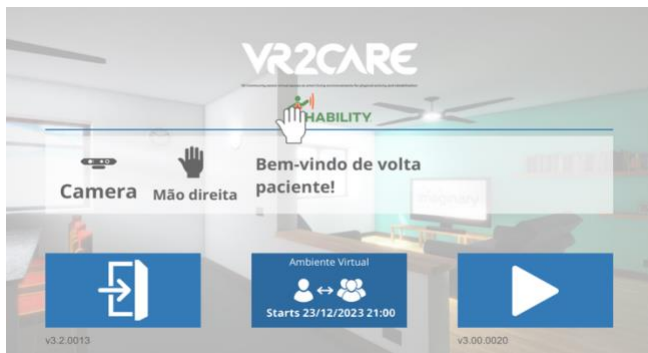 VR2CARE
HABILITY
Camera
Mão direita
Bem-vindo de volta
paciente!
Ambiente Virtual
Starts 23/12/2023 21:00
v3.2.0013
v3.00.0020